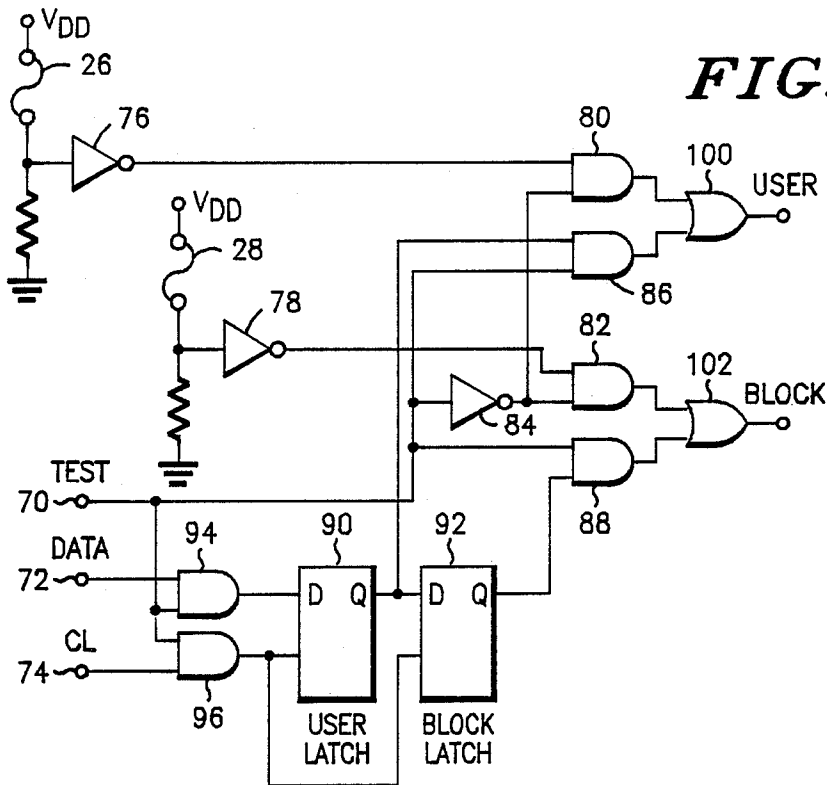 VDD
26
76
FIG.
80
100
USER
VDD
28
86
78
82
102
BLOCK
84
TEST
70
88
94
90
92
DATA
72
D Q
D Q
CL
74
96
USER
LATCH
BLOCK
LATCH